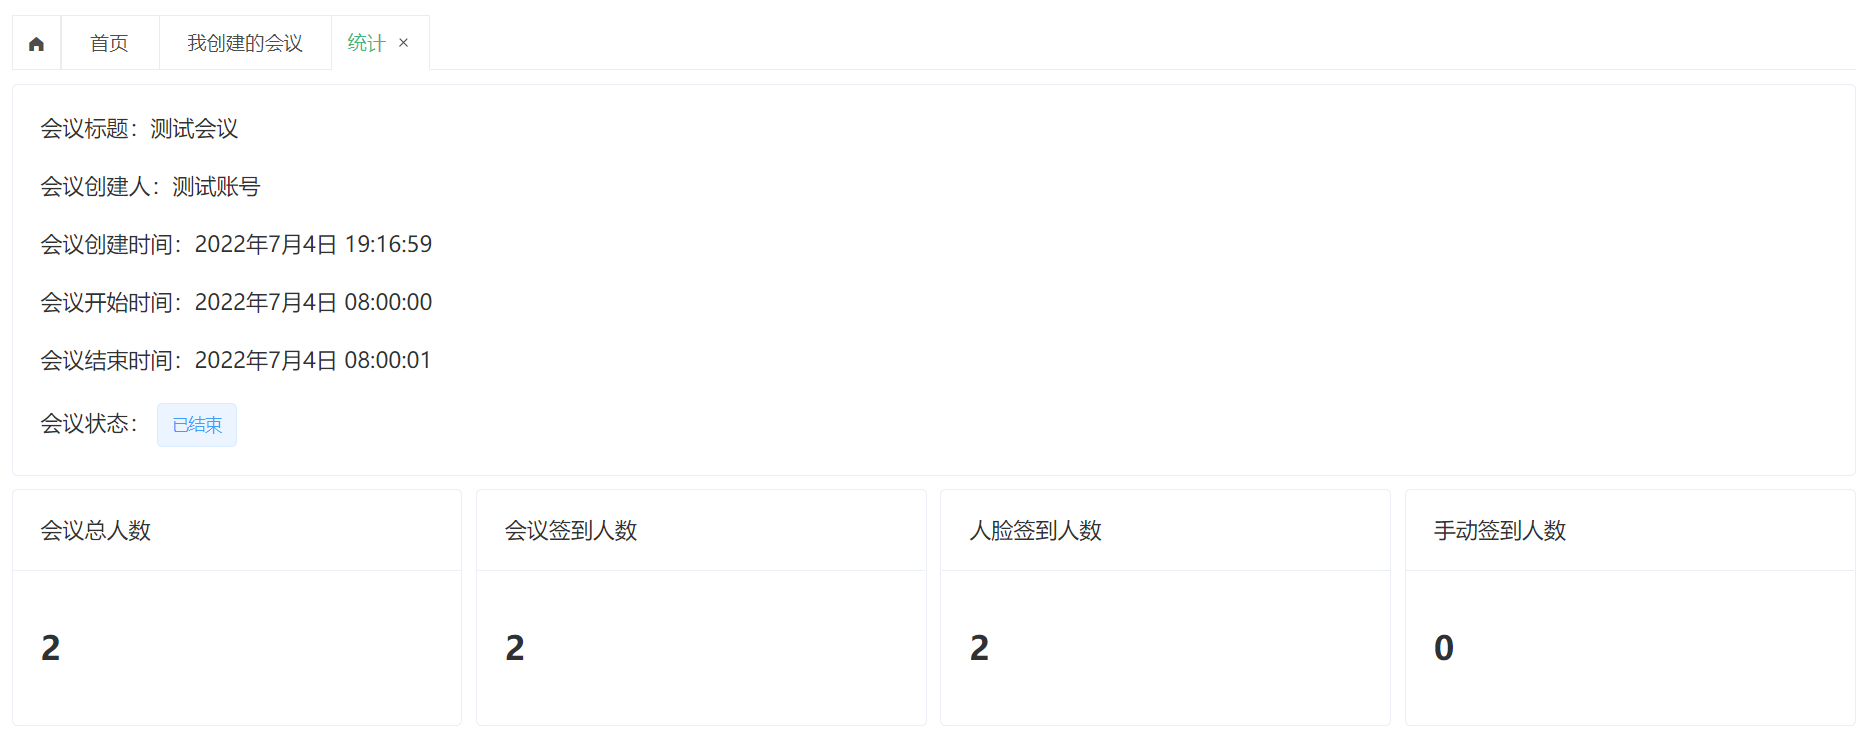 首页 我创建的会议 统计 ×
会议标题：测试会议
会议创建人：测试账号
会议创建时间：2022年7月4日 19:16:59
会议开始时间：2022年7月4日 08:00:00
会议结束时间：2022年7月4日 08:00:01
会议状态： 已结束
会议总人数
2
会议签到人数
2
人脸签到人数
2
手动签到人数
0